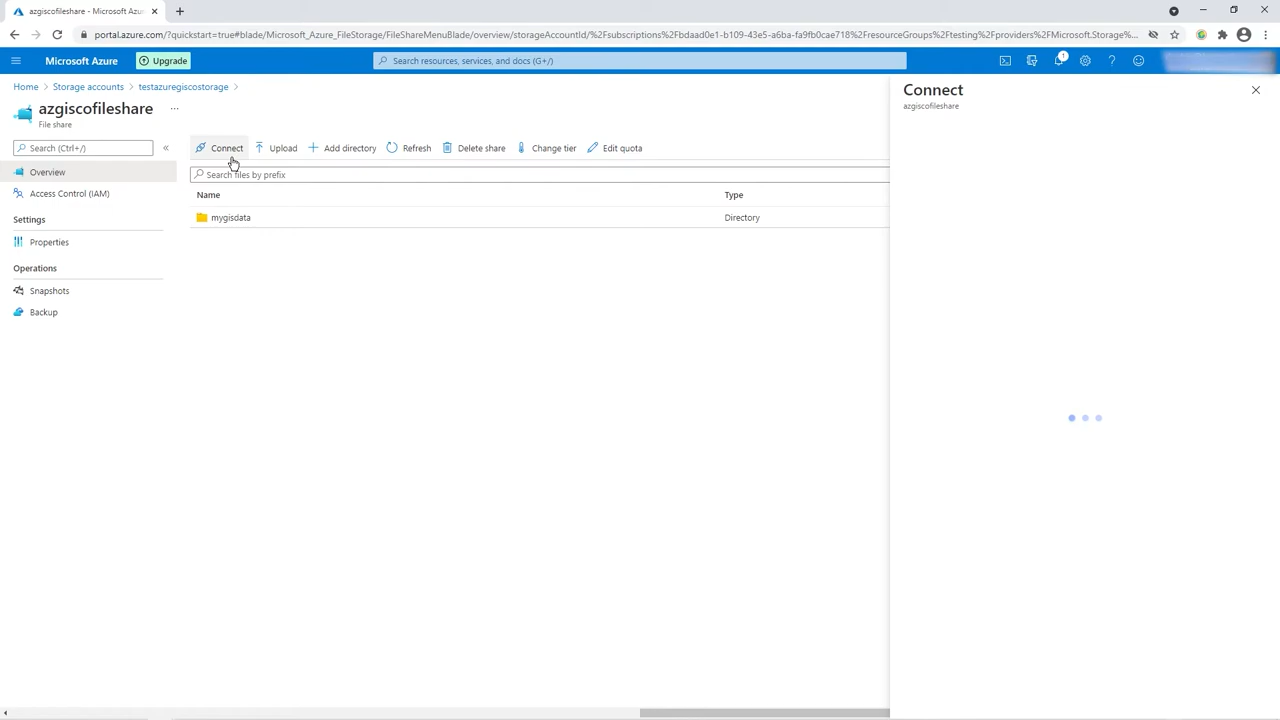 azgiscofileshare - Microsoft Azu
portal.azure.com/?quickstart=true#blade/Microsoft_Azure_FileStorage/FileShareMenuBlade/overview/storageAccountId/%2Fsubscriptions%2Fbdaad0e1-b109-43e5-a6ba-fa9fb0cae718%2FresourceGroups%2Ftesting%2Fproviders%2FMicrosoft.Storage%...
Microsoft Azure
Upgrade
Search resources, services, and docs (G+/)
1
Home > Storage accounts > testazuregiscostorage >
azgiscofileshare ...
File share
Search (Ctrl+/)
«
Overview
Access Control (IAM)
Settings
Properties
Operations
Snapshots
Backup
Connect Upload Add directory Refresh Delete share Change tier Edit quota
Search files by prefix
Name Type
mygisdata Directory
Connect
azgiscofileshare